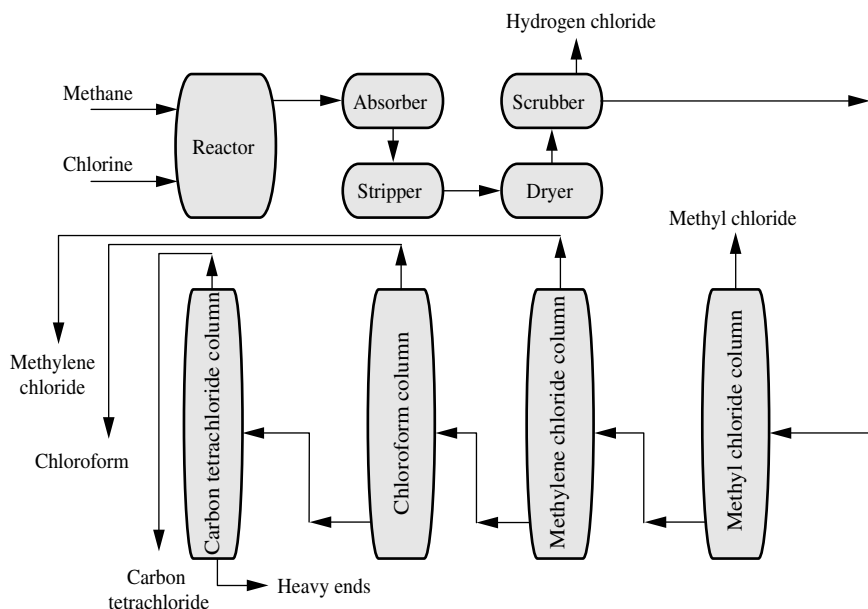 Hydrogen chloride
Methane
Absorber
Scrubber
Reactor
Chlorine
Stripper
Dryer
Methyl chloride
Carbon tetrachloride column
Chloroform column
Methylene chloride column
Methyl chloride column
Methylene
chloride
Chloroform
Carbon
tetrachloride
Heavy ends